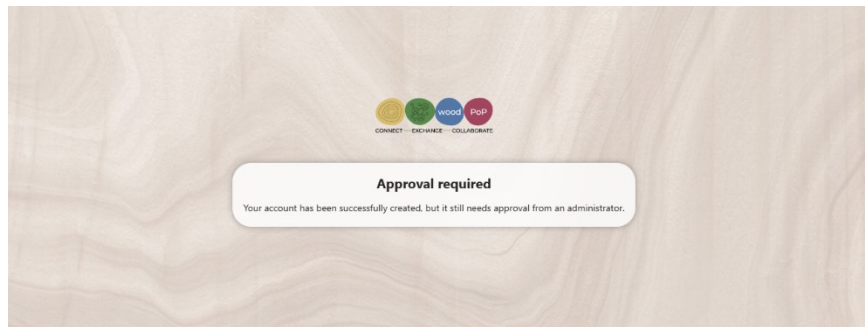 wood PoP
CONNECT EXCHANGE COLLABORATE
Approval required
Your account has been successfully created, but it still needs approval from an administrator.